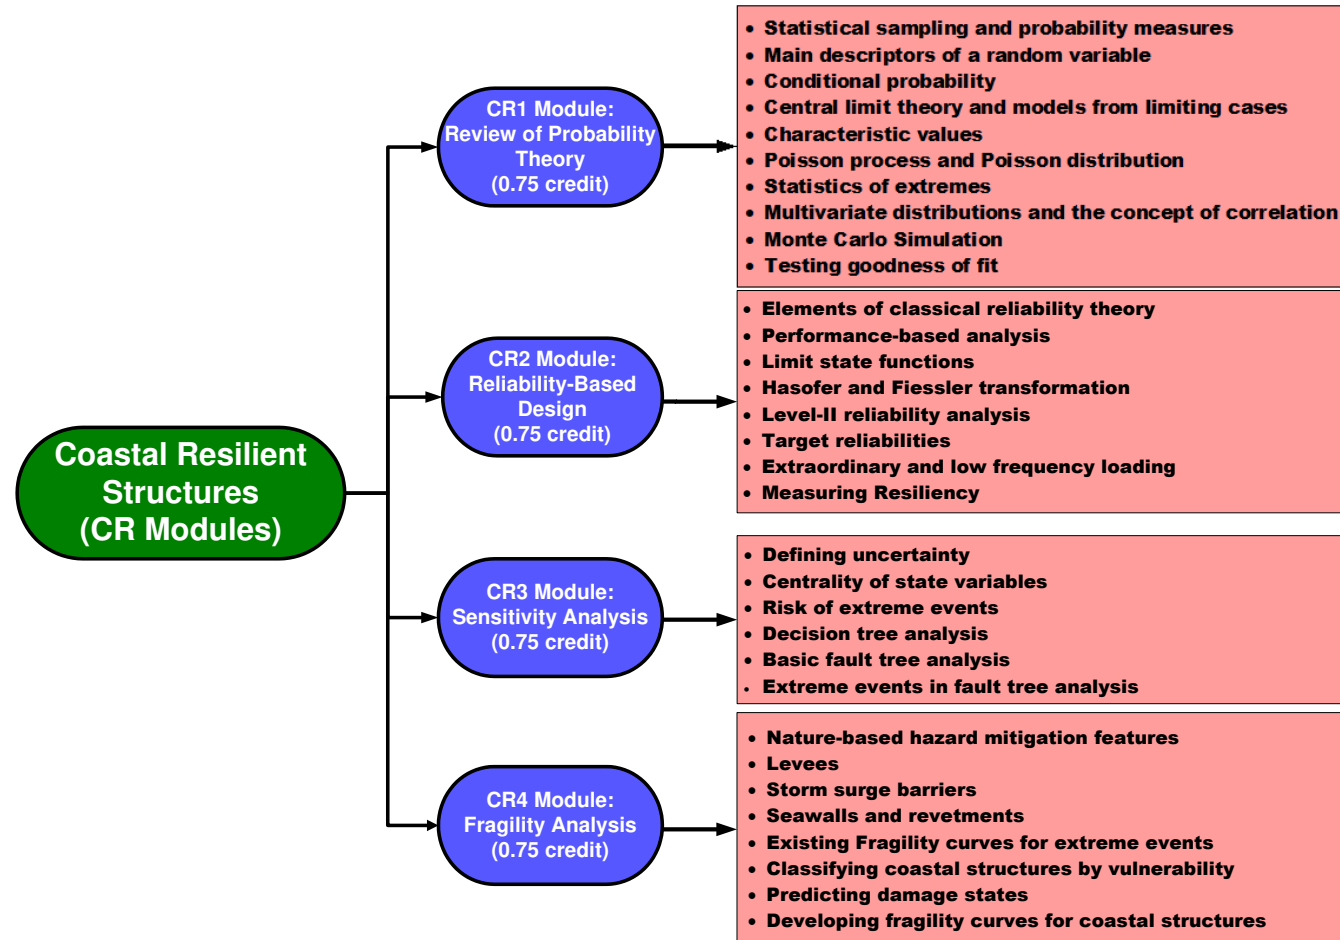 Coastal Resilient
Structures
(CR Modules)
CR1 Module:
Review of Probability
Theory
(0.75 credit)
• Statistical sampling and probability measures
• Main descriptors of a random variable
• Conditional probability
• Central limit theory and models from limiting cases
• Characteristic values
• Poisson process and Poisson distribution
• Statistics of extremes
• Multivariate distributions and the concept of correlation
• Monte Carlo Simulation
• Testing goodness of fit
CR2 Module:
Reliability-Based
Design
(0.75 credit)
• Elements of classical reliability theory
• Performance-based analysis
• Limit state functions
• Hasofer and Fiessler transformation
• Level-II reliability analysis
• Target reliabilities
• Extraordinary and low frequency loading
• Measuring Resiliency
CR3 Module:
Sensitivity Analysis
(0.75 credit)
• Defining uncertainty
• Centrality of state variables
• Risk of extreme events
• Decision tree analysis
• Basic fault tree analysis
• Extreme events in fault tree analysis
CR4 Module:
Fragility Analysis
(0.75 credit)
• Nature-based hazard mitigation features
• Levees
• Storm surge barriers
• Seawalls and revetments
• Existing Fragility curves for extreme events
• Classifying coastal structures by vulnerability
• Predicting damage states
• Developing fragility curves for coastal structures